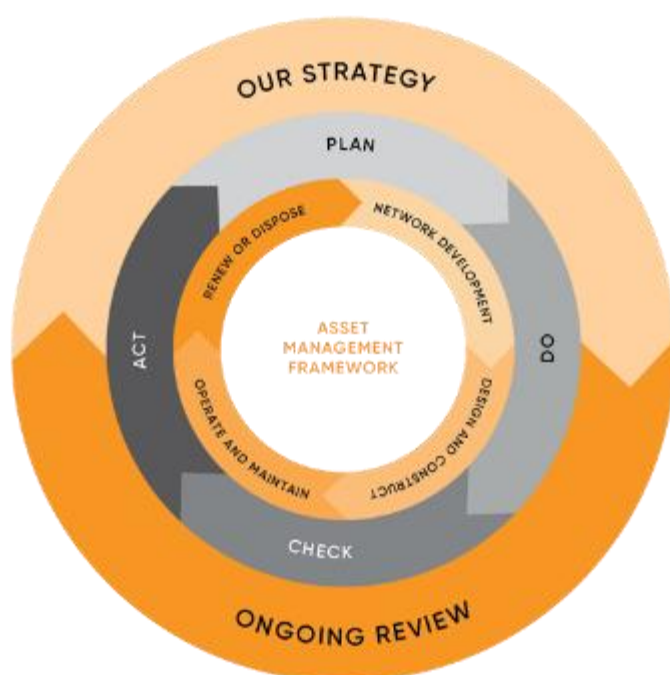 OUR STRATEGY
PLAN
RENEW OR DISPOSE
NETWORK DEVELOPMENT
ASSET
MANAGEMENT
FRAMEWORK
ACT
DO
OPERATE AND MAINTAIN
DESIGN AND CONSTRUCT
CHECK
ONGOING REVIEW